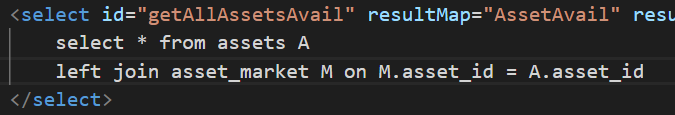 <select id="getAllAssetsAvail" resultMap="AssetAvail" resu
select * from assets A
left join asset_market M on M.asset_id = A.asset_id
</select>